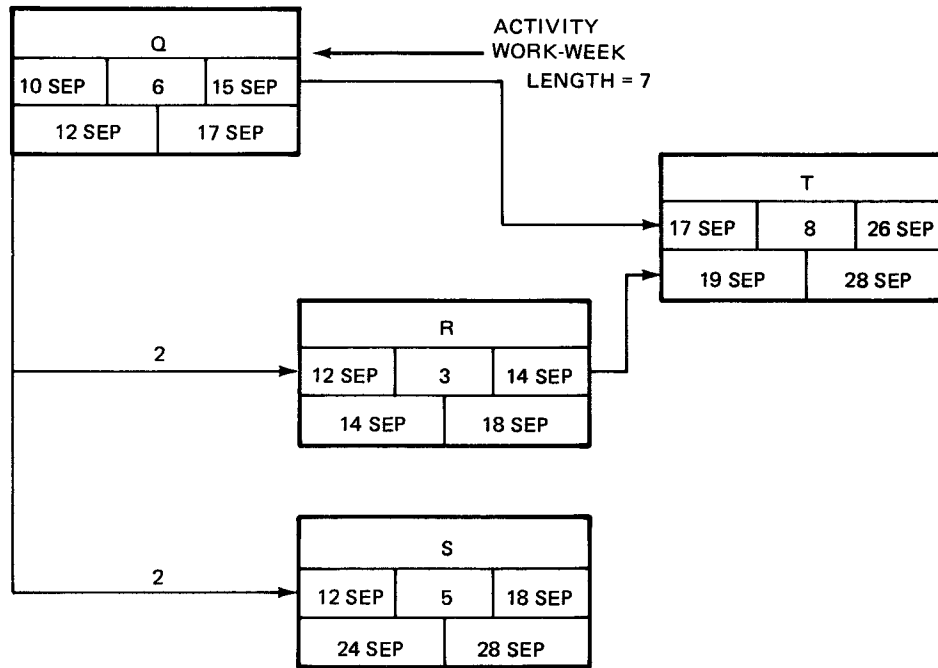 Q
10 SEP 6 15 SEP
12 SEP 17 SEP
ACTIVITY
WORK-WEEK
LENGTH = 7
T
17 SEP 8 26 SEP
19 SEP 28 SEP
2
R
12 SEP 3 14 SEP
14 SEP 18 SEP
2
S
12 SEP 5 18 SEP
24 SEP 28 SEP